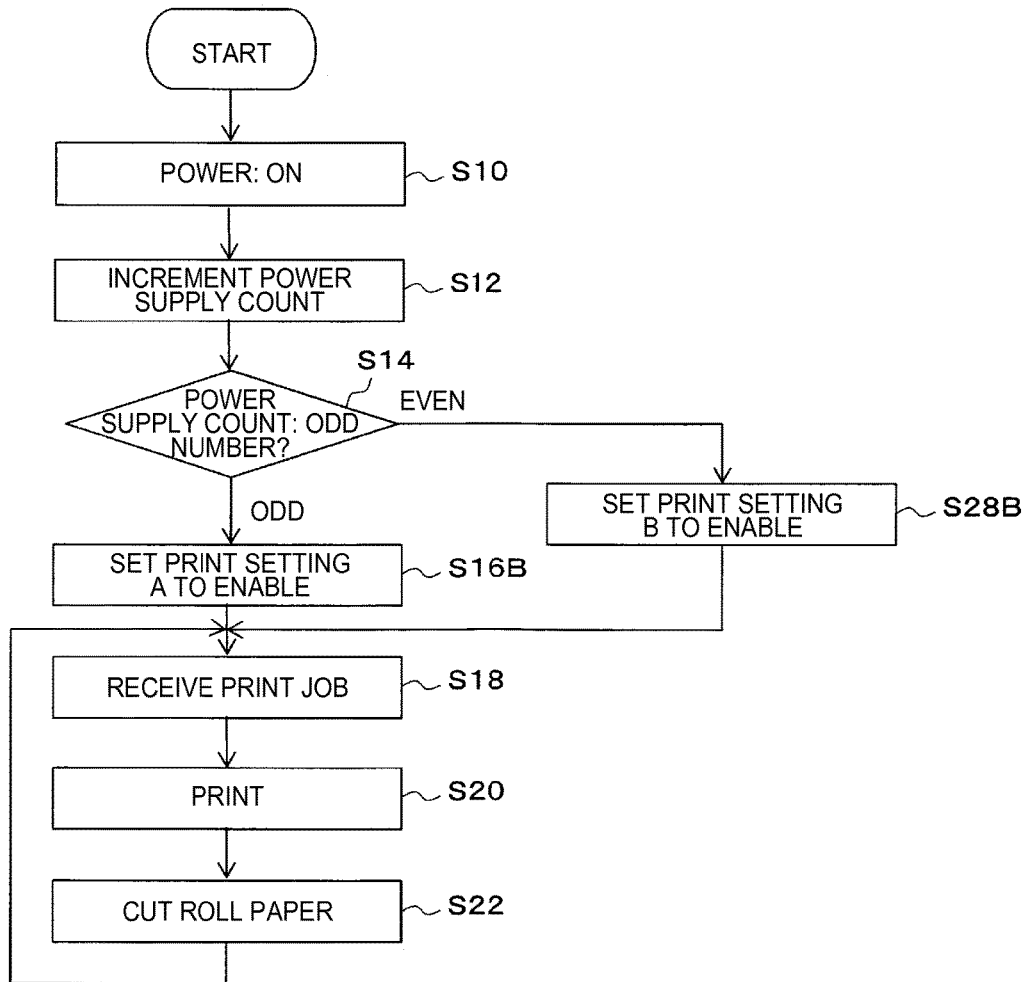 START
POWER: ON
S10
INCREMENT POWER
SUPPLY COUNT
S12
S14
POWER
SUPPLY COUNT: ODD
NUMBER?
EVEN
ODD
SET PRINT SETTING
B TO ENABLE
S28B
SET PRINT SETTING
A TO ENABLE
S16B
RECEIVE PRINT JOB
S18
PRINT
S20
CUT ROLL PAPER
S22